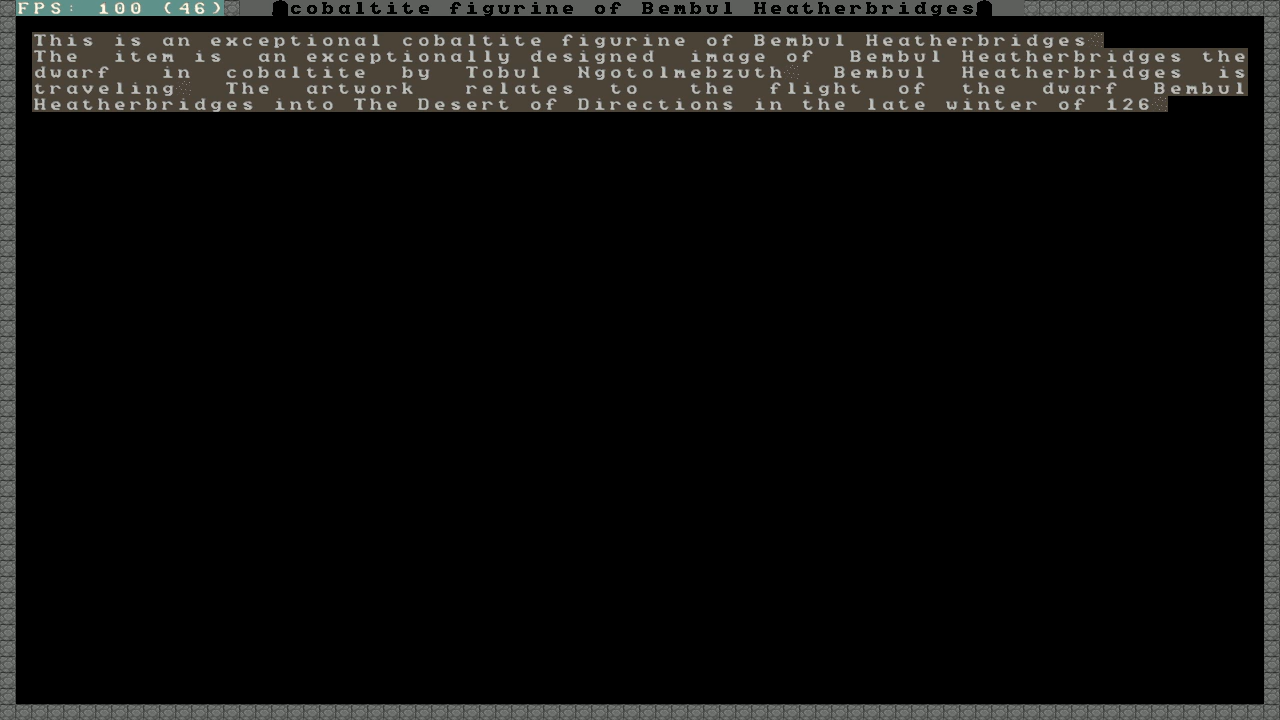 FPS: 100 (46)
cobaltite figurine of Bembul Heatherbridges
This is an exceptional cobaltite figurine of Bembul Heatherbridges.
The item is an exceptionally designed image of Bembul Heatherbridges the
dwarf in cobaltite by Tobul Ngotolmebzuth. Bembul Heatherbridges is
traveling. The artwork relates to the flight of the dwarf Bembul
Heatherbridges into The Desert of Directions in the late winter of 126.